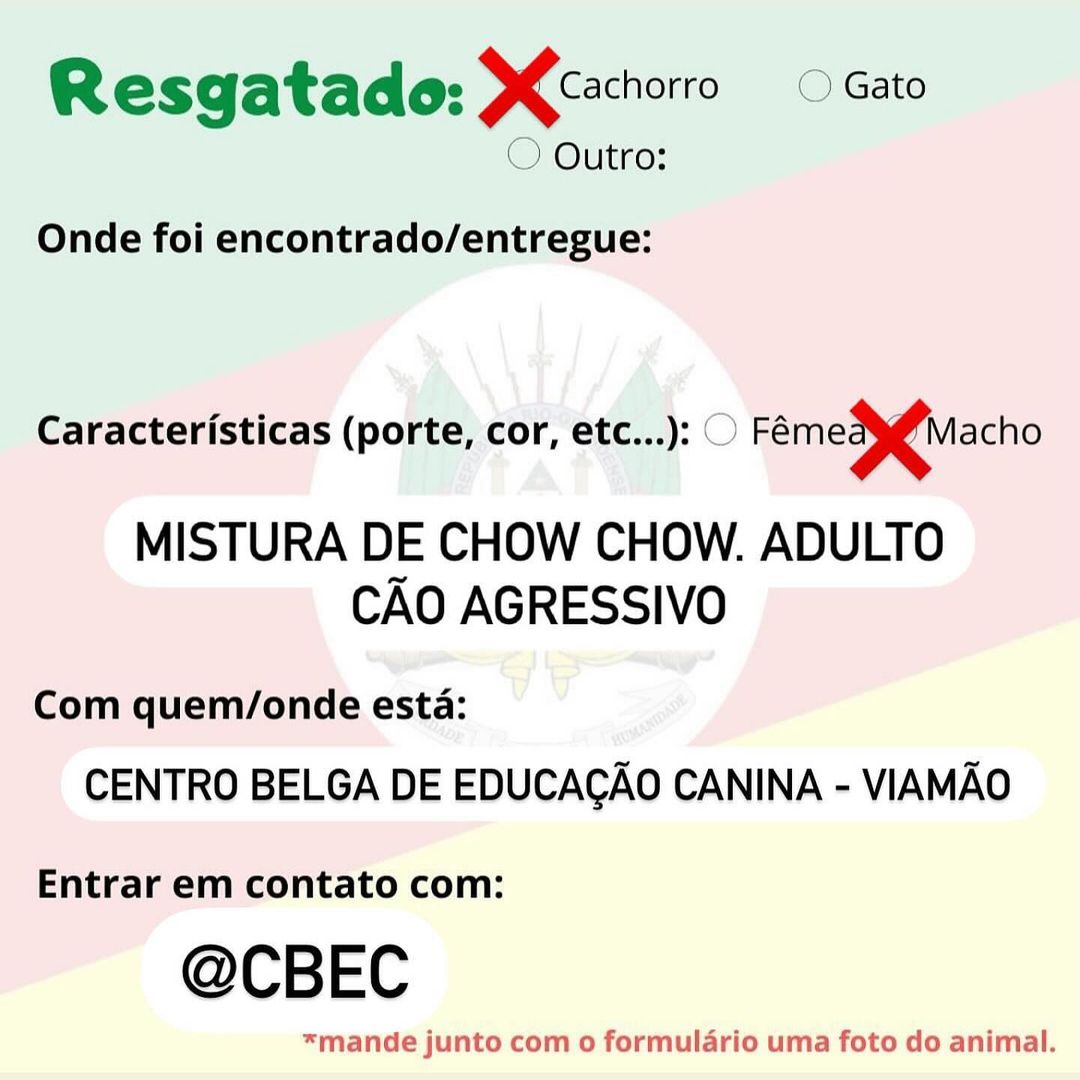 Resgatado: Cachorro Gato
Outro:
Onde foi encontrado/entregue:
Características (porte, cor, etc...): Fêmea Macho
MISTURA DE CHOW CHOW. ADULTO
CÃO AGRESSIVO
Com quem/onde está:
HUMANIDADE
CENTRO BELGA DE EDUCAÇÃO CANINA - VIAMÃO
Entrar em contato com:
@CBEC
*mande junto com o formulário uma foto do animal.